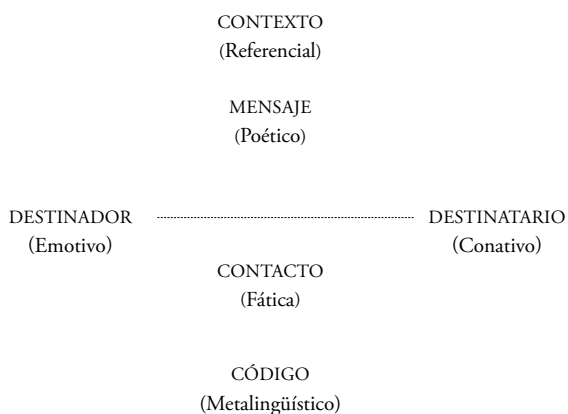 CONTEXTO
(Referencial)
MENSAJE
(Poético)
DESTINADOR DESTINATARIO
(Emotivo) (Conativo)
CONTACTO
(Fática)
CÓDIGO
(Metalingüístico)